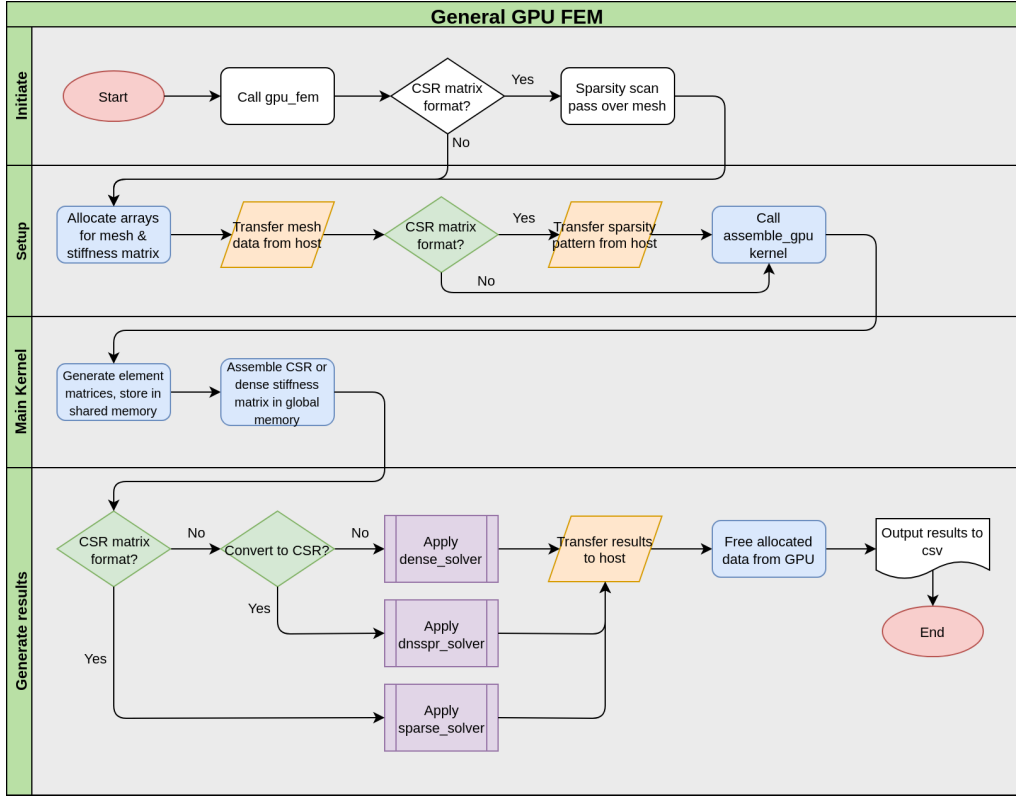 General GPU FEM
Initiate
Start
Call gpu_fem
CSR matrix
format?
Yes
No
Sparsity scan
pass over mesh
Setup
Allocate arrays
for mesh &
stiffness matrix
Transfer mesh
data from host
CSR matrix
format?
Yes
No
Transfer sparsity
pattern from host
Call
assemble_gpu
kernel
Main Kernel
Generate element
matrices, store in
shared memory
Assemble CSR or
dense stiffness
matrix in global
memory
Generate results
CSR matrix
format?
No
Yes
Convert to CSR?
No
Yes
Apply
dense_solver
Apply
dnsspr_solver
Apply
sparse_solver
Transfer results
to host
Free allocated
data from GPU
Output results to
csv
End